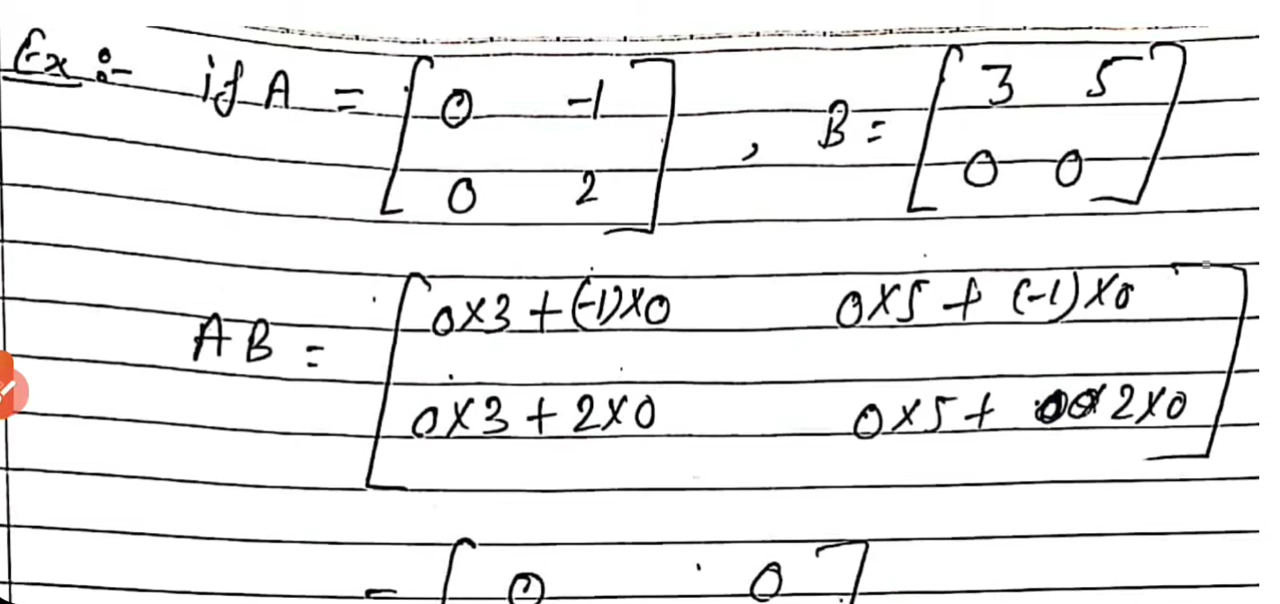 Ex :- if A = [ 0 -1 ] , B = [ 3 5 ]
[ 0 2 ] [ 0 0 ]
AB = [ 0×3 + (-1)×0 0×5 + (-1)×0 ]
[ 0×3 + 2×0 0×5 + 2×0 ]
= [ 0 0 ]